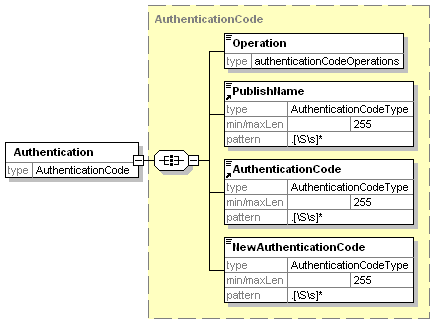 AuthenticationCode
Operation
type authenticationCodeOperations
PublishName
type AuthenticationCodeType
min/maxLen 255
pattern .[\S\s]*
Authentication
type AuthenticationCode
AuthenticationCode
type AuthenticationCodeType
min/maxLen 255
pattern .[\S\s]*
NewAuthenticationCode
type AuthenticationCodeType
min/maxLen 255
pattern .[\S\s]*